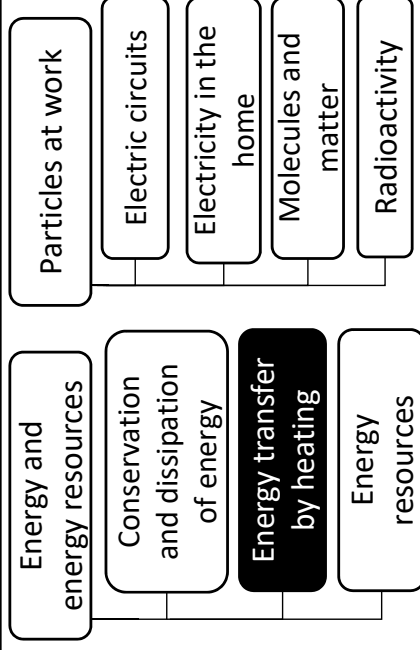 Energy and
energy resources
Conservation
and dissipation
of energy
Energy transfer
by heating
Energy
resources
Particles at work
Electric circuits
Electricity in the
home
Molecules and
matter
Radioactivity